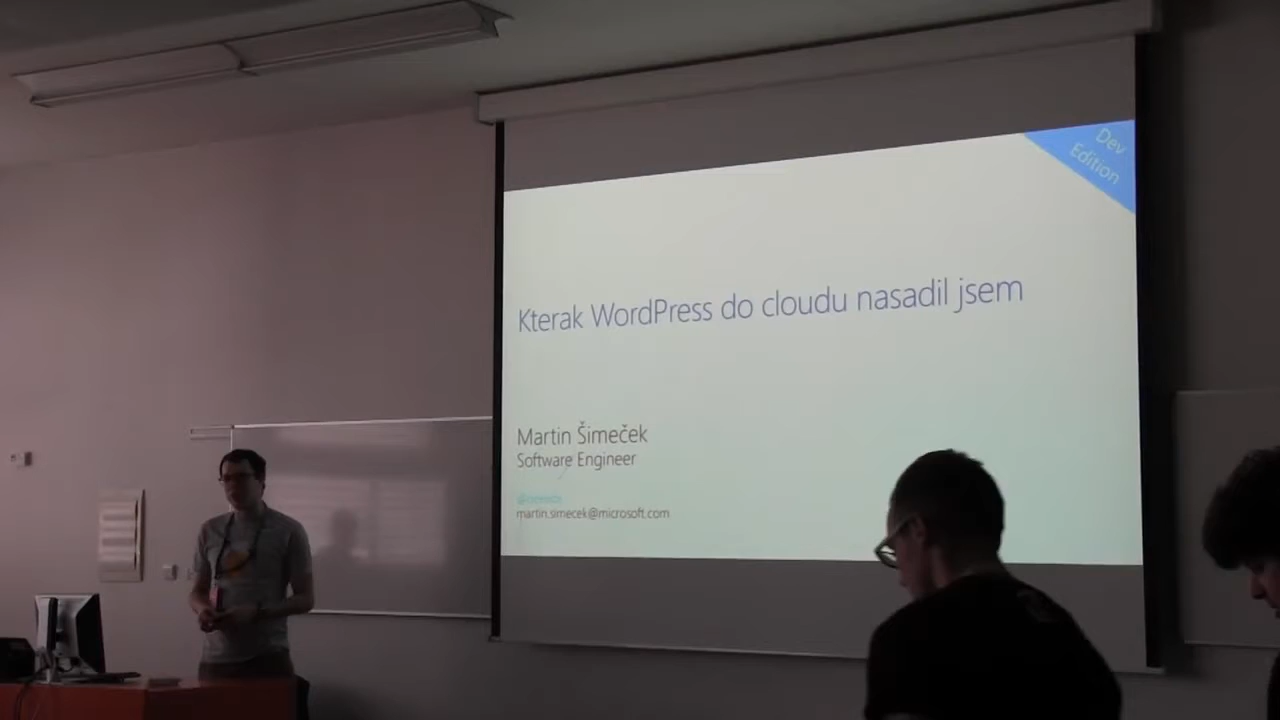 Dev
Edition
Kterak WordPress do cloudu nasadil jsem
Martin Šimeček
Software Engineer
martin.simecek@microsoft.com